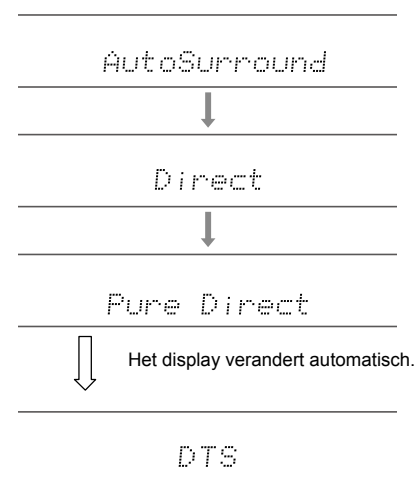 AutoSurround
Direct
Pure Direct
Het display verandert automatisch.
DTS